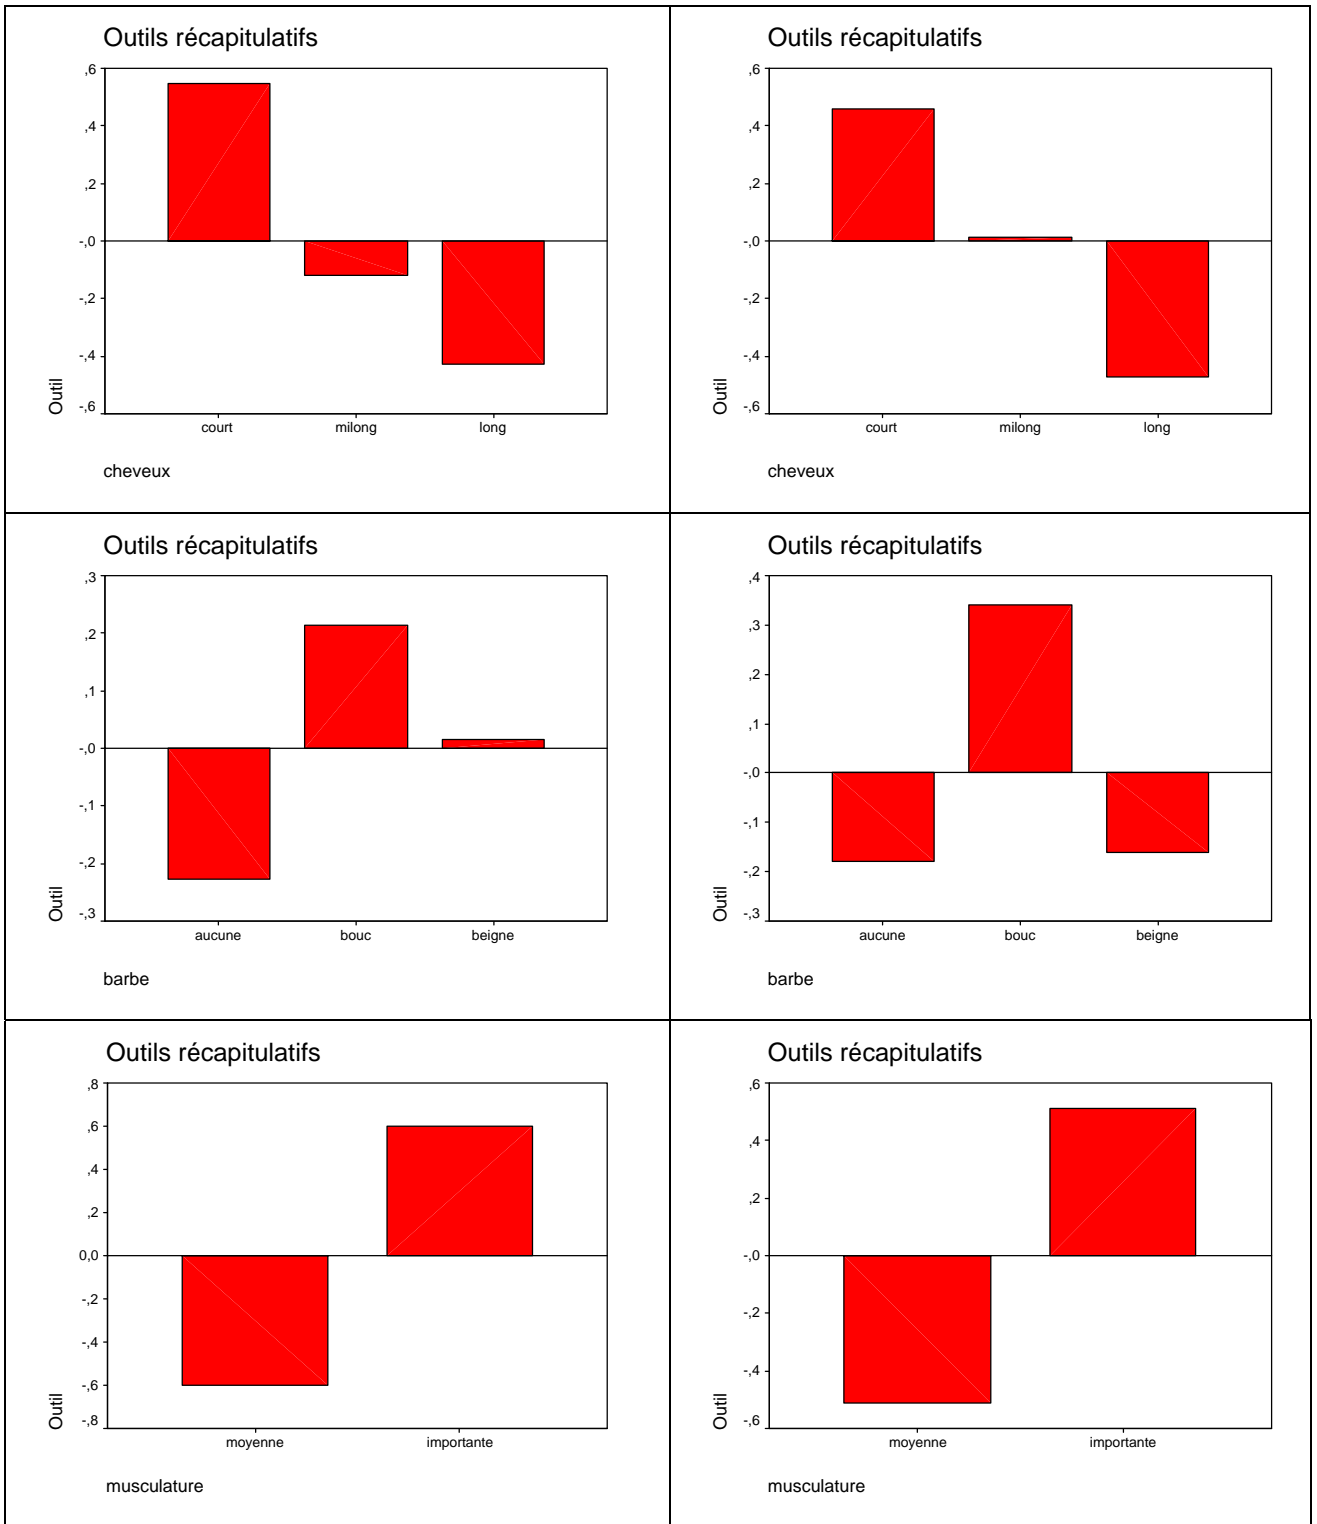 Outils récapitulatifs
,6
,4
,2
-,0
-,2
-,4
-,6
Outil
court milong long
cheveux
Outils récapitulatifs
,6
,4
,2
-,0
-,2
-,4
-,6
Outil
court milong long
cheveux
Outils récapitulatifs
,3
,2
,1
-,0
-,1
-,2
-,3
Outil
aucune bouc beigne
barbe
Outils récapitulatifs
,4
,3
,2
,1
-,0
-,1
-,2
-,3
Outil
aucune bouc beigne
barbe
Outils récapitulatifs
,8
,6
,4
,2
0,0
-,2
-,4
-,6
-,8
Outil
moyenne importante
musculature
Outils récapitulatifs
,6
,4
,2
-,0
-,2
-,4
-,6
Outil
moyenne importante
musculature